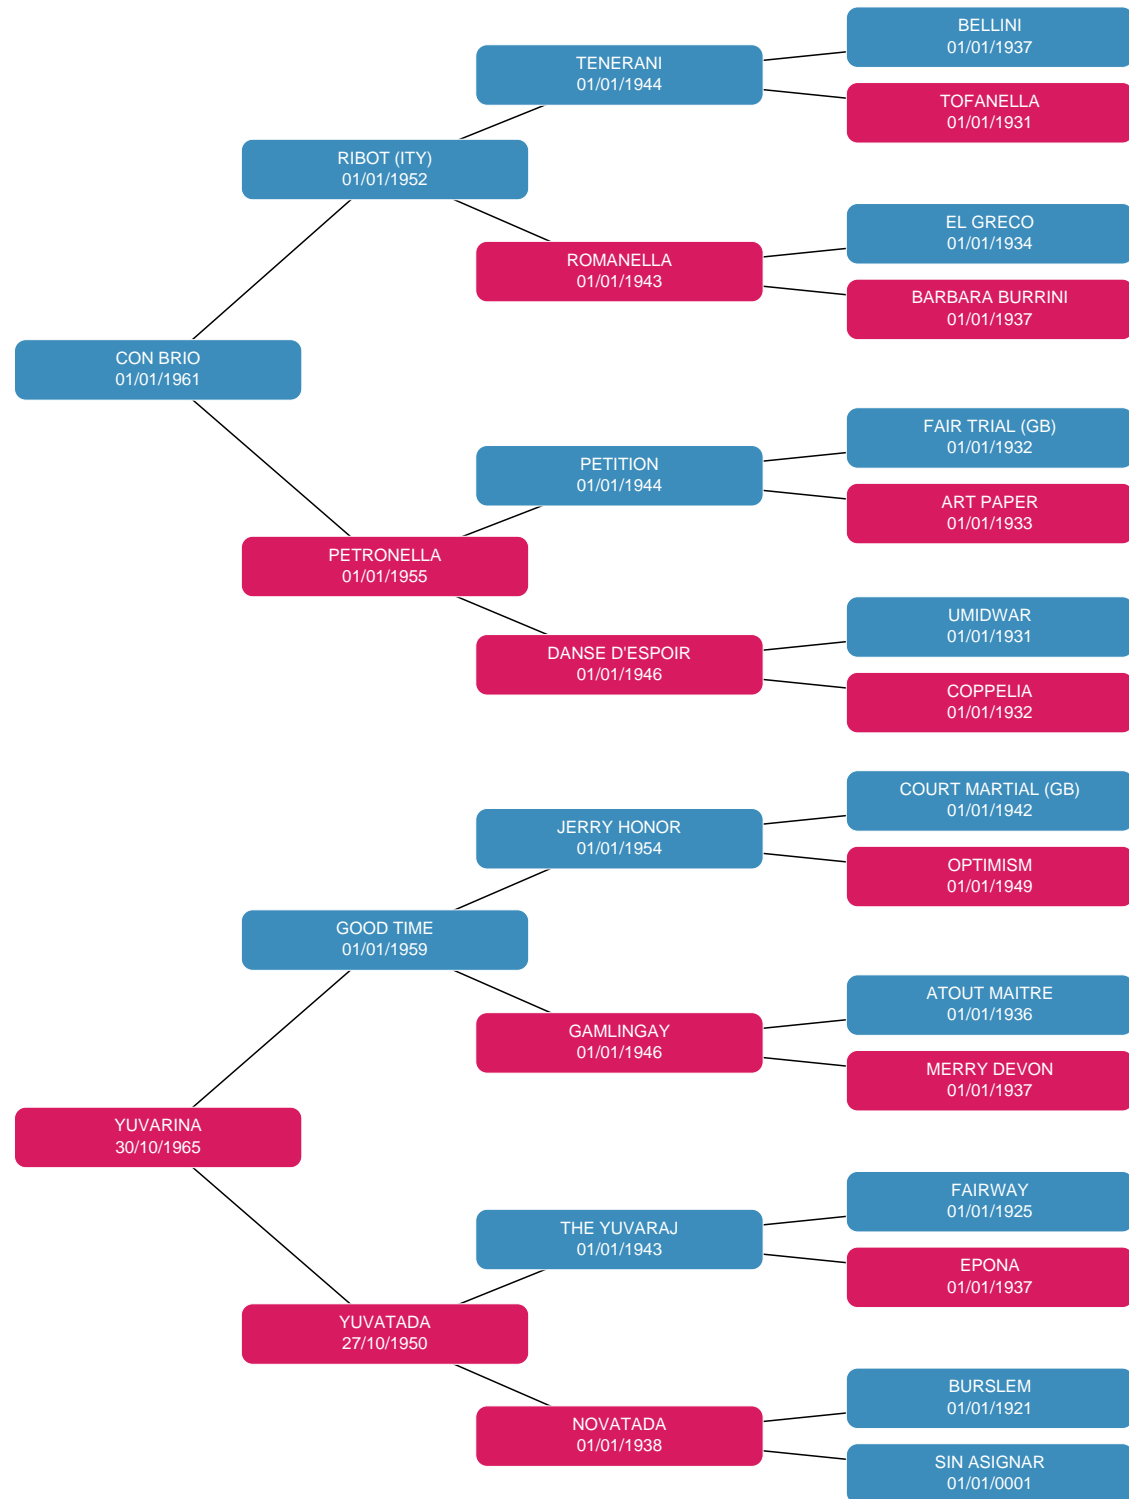 BELLINI
01/01/1937
TENERANI
01/01/1944
TOFANELLA
01/01/1931
RIBOT (ITY)
01/01/1952
EL GRECO
01/01/1934
ROMANELLA
01/01/1943
BARBARA BURRINI
01/01/1937
CON BRIO
01/01/1961
FAIR TRIAL (GB)
01/01/1932
PETITION
01/01/1944
ART PAPER
01/01/1933
PETRONELLA
01/01/1955
UMIDWAR
01/01/1931
DANSE D'ESPOIR
01/01/1946
COPPELIA
01/01/1932
COURT MARTIAL (GB)
01/01/1942
JERRY HONOR
01/01/1954
OPTIMISM
01/01/1949
GOOD TIME
01/01/1959
ATOUT MAITRE
01/01/1936
GAMLINGAY
01/01/1946
MERRY DEVON
01/01/1937
YUVARINA
30/10/1965
FAIRWAY
01/01/1925
THE YUVARAJ
01/01/1943
EPONA
01/01/1937
YUVATADA
27/10/1950
BURSLEM
01/01/1921
NOVATADA
01/01/1938
SIN ASIGNAR
01/01/0001